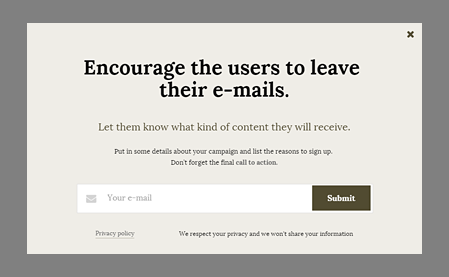 Encourage the users to leave
their e-mails.
Let them know what kind of content they will receive.
Put in some details about your campaign and list the reasons to sign up.
Don't forget the final call to action.
Your e-mail
Submit
Privacy policy
We respect your privacy and we won't share your information